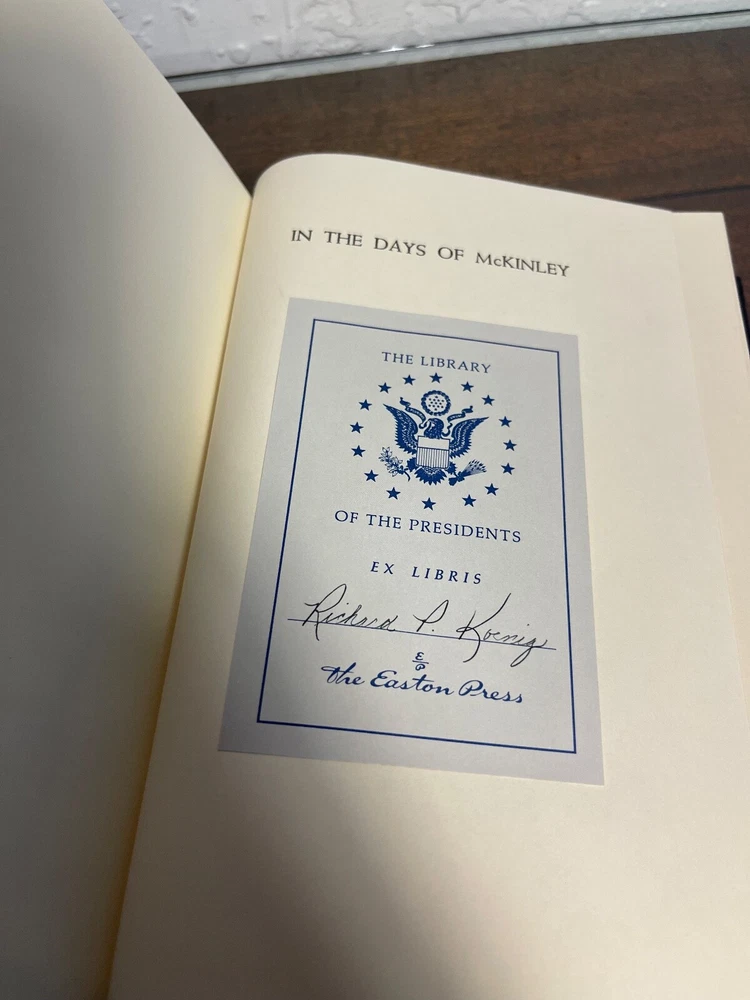 IN THE DAYS OF McKINLEY
THE LIBRARY
OF THE PRESIDENTS
EX LIBRIS
Richard P. Koenig
E/P
the Easton Press